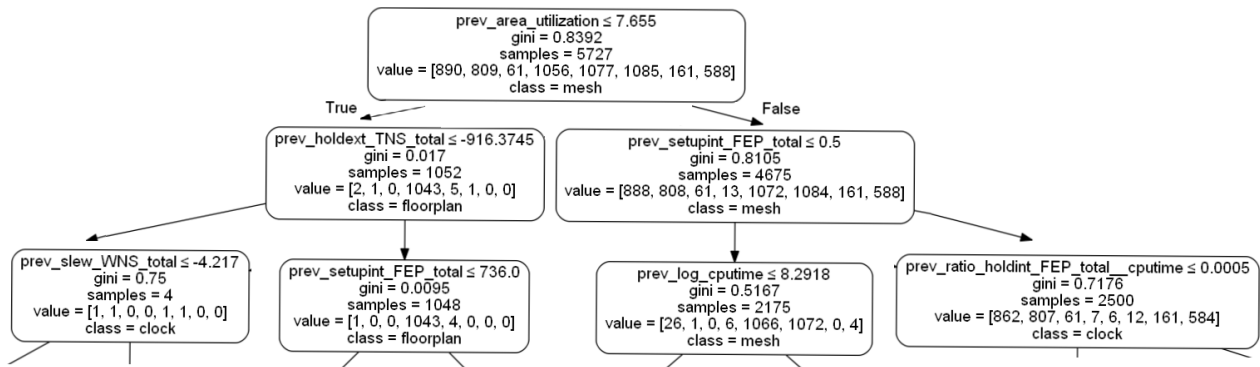 prev_area_utilization ≤ 7.655
gini = 0.8392
samples = 5727
value = [890, 809, 61, 1056, 1077, 1085, 161, 588]
class = mesh
True
False
prev_holdext_TNS_total ≤ -916.3745
gini = 0.017
samples = 1052
value = [2, 1, 0, 1043, 5, 1, 0, 0]
class = floorplan
prev_setupint_FEP_total ≤ 0.5
gini = 0.8105
samples = 4675
value = [888, 808, 61, 13, 1072, 1084, 161, 588]
class = mesh
prev_slew_WNS_total ≤ -4.217
gini = 0.75
samples = 4
value = [1, 1, 0, 0, 1, 1, 0, 0]
class = clock
prev_setupint_FEP_total ≤ 736.0
gini = 0.0095
samples = 1048
value = [1, 0, 0, 1043, 4, 0, 0, 0]
class = floorplan
prev_log_cputime ≤ 8.2918
gini = 0.5167
samples = 2175
value = [26, 1, 0, 6, 1066, 1072, 0, 4]
class = mesh
prev_ratio_holdint_FEP_total__cputime ≤ 0.0005
gini = 0.7176
samples = 2500
value = [862, 807, 61, 7, 6, 12, 161, 584]
class = clock